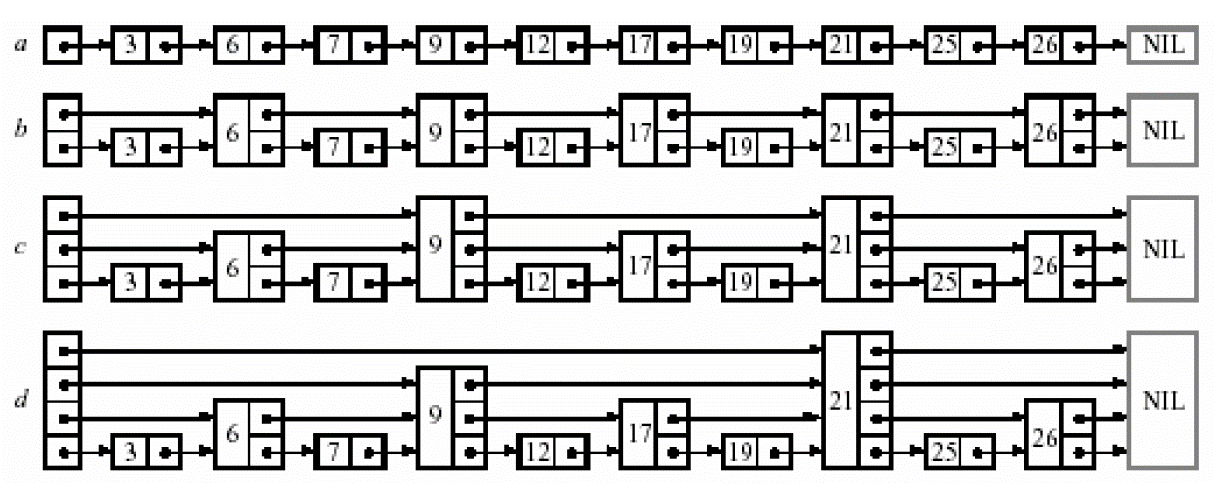 a 3 6 7 9 12 17 19 21 25 26 NIL
b 3 6 7 9 12 17 19 21 25 26 NIL
c 3 6 7 9 12 17 19 21 25 26 NIL
d 3 6 7 9 12 17 19 21 25 26 NIL